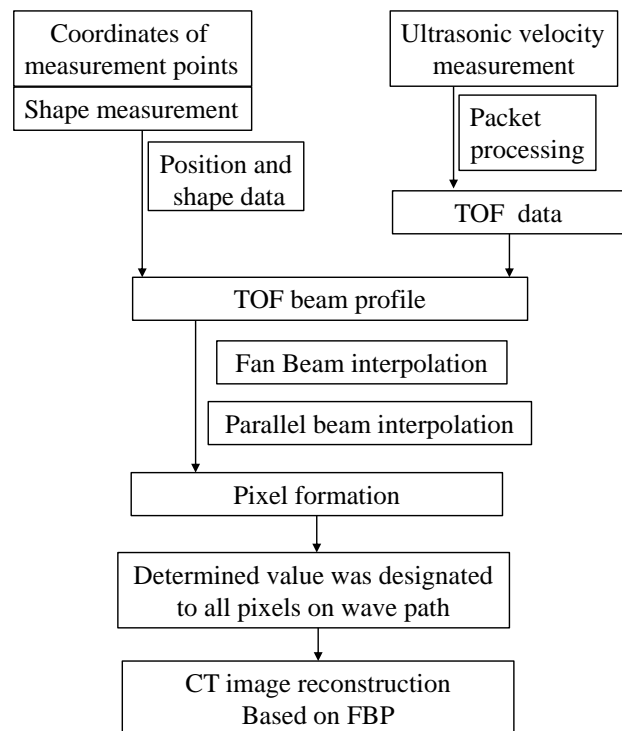 Coordinates of
measurement points
Shape measurement
Ultrasonic velocity
measurement
Packet
processing
Position and
shape data
TOF data
TOF beam profile
Fan Beam interpolation
Parallel beam interpolation
Pixel formation
Determined value was designated
to all pixels on wave path
CT image reconstruction
Based on FBP